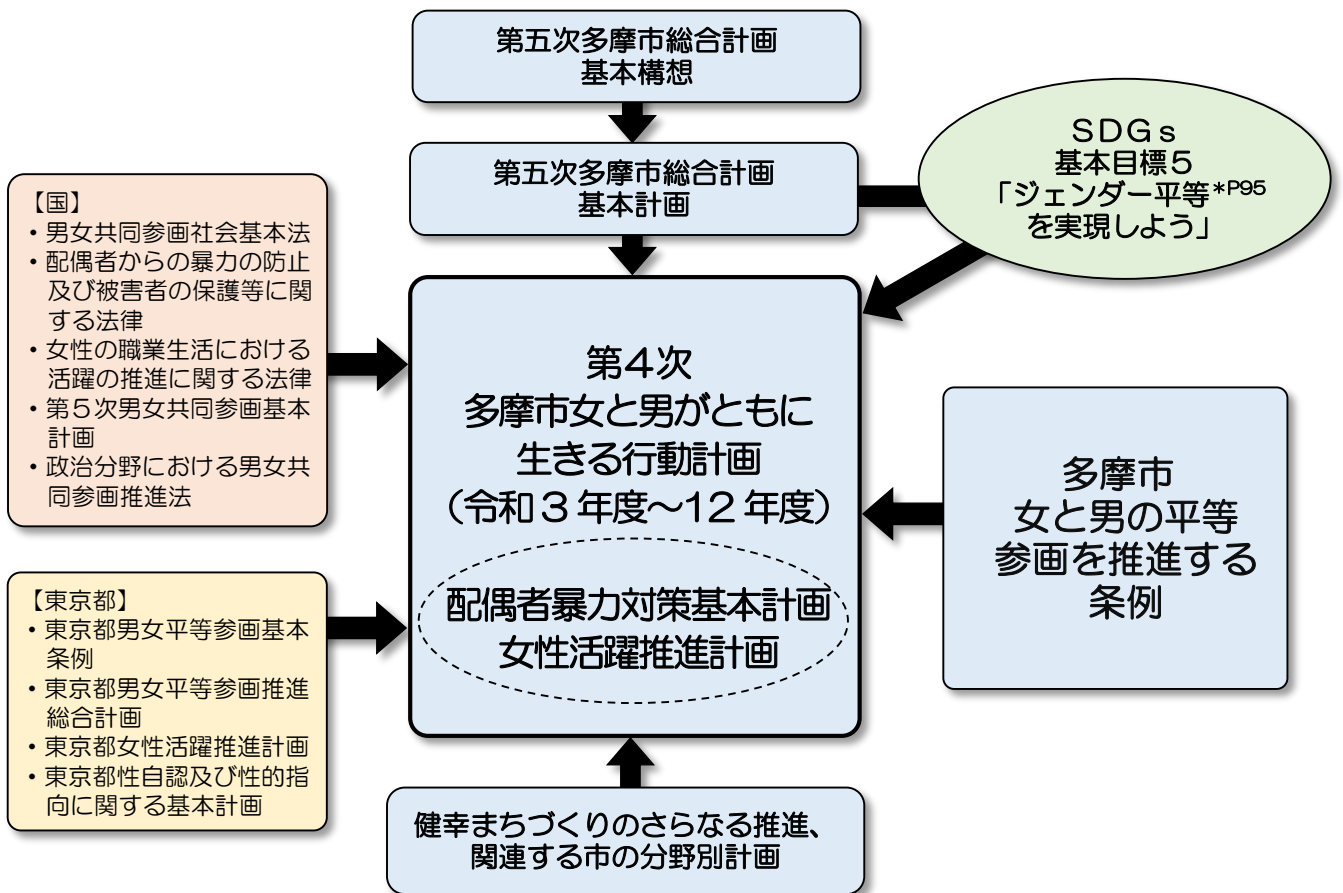 第五次多摩市総合計画
基本構想
第五次多摩市総合計画
基本計画
SDGs
基本目標5
「ジェンダー平等*P95
を実現しよう」
【国】
・男女共同参画社会基本法
・配偶者からの暴力の防止
及び被害者の保護等に関
する法律
・女性の職業生活における
活躍の推進に関する法律
・第5次男女共同参画基本
計画
・政治分野における男女共
同参画推進法
第4次
多摩市女と男がともに
生きる行動計画
（令和3年度～12年度）
配偶者暴力対策基本計画
女性活躍推進計画
多摩市
女と男の平等
参画を推進する
条例
【東京都】
・東京都男女平等参画基本
条例
・東京都男女平等参画推進
総合計画
・東京都女性活躍推進計画
・東京都性自認及び性的指
向に関する基本計画
健幸まちづくりのさらなる推進、
関連する市の分野別計画